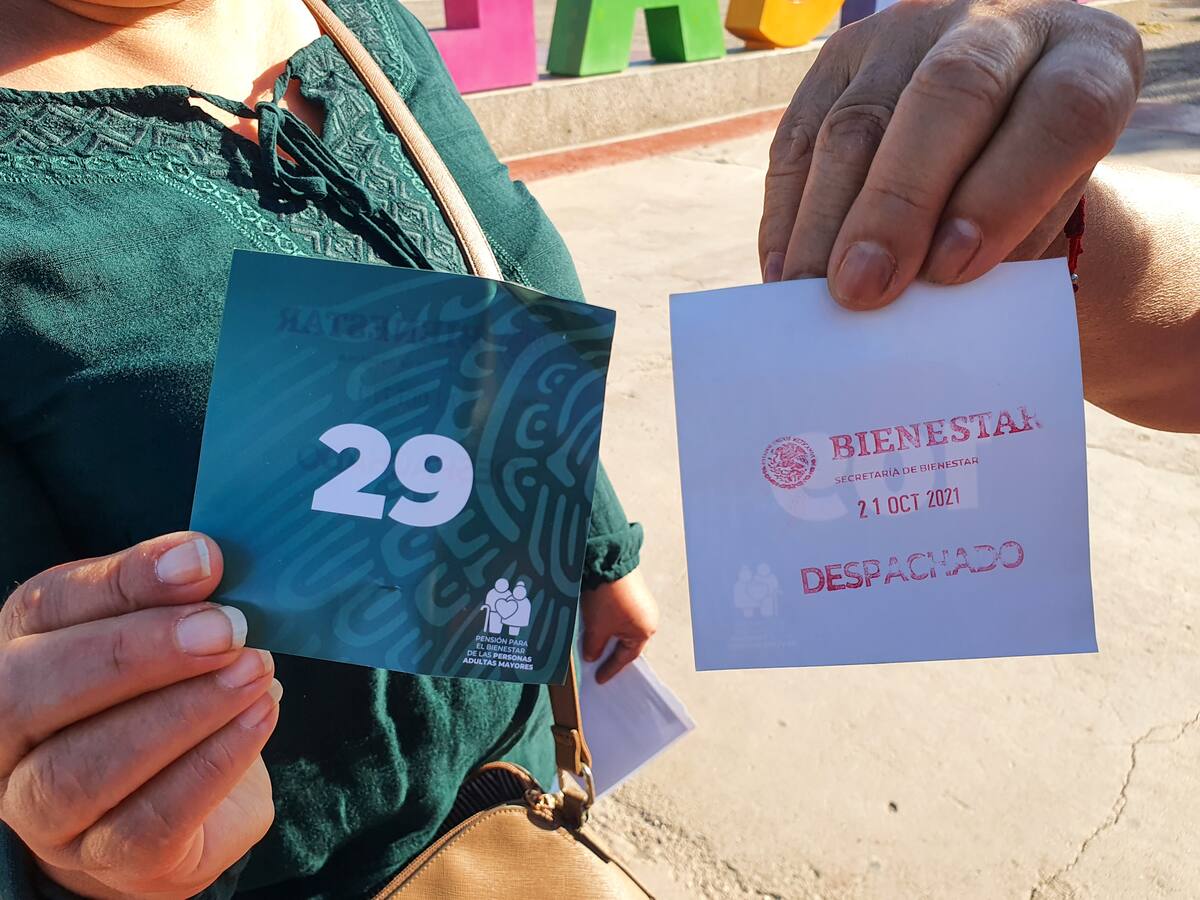 29
PENSIÓN PARA
EL BIENESTAR
DE LAS PERSONAS
ADULTAS MAYORES
BIENESTAR
SECRETARÍA DE BIENESTAR
21 OCT 2021
DESPACHADO